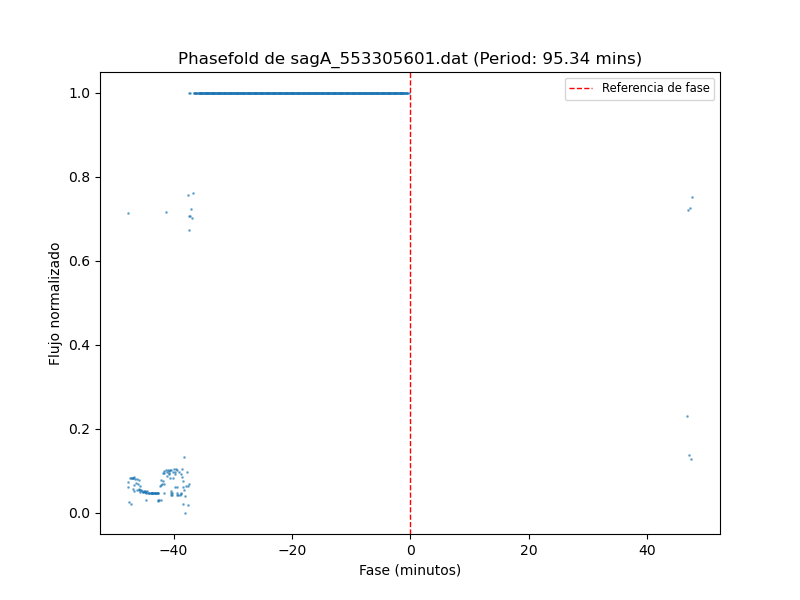 Phasefold de sagA_553305601.dat (Period: 95.34 mins)
Referencia de fase
1.0
0.8
0.6
0.4
0.2
0.0
Flujo normalizado
−40
−20
0
20
40
Fase (minutos)